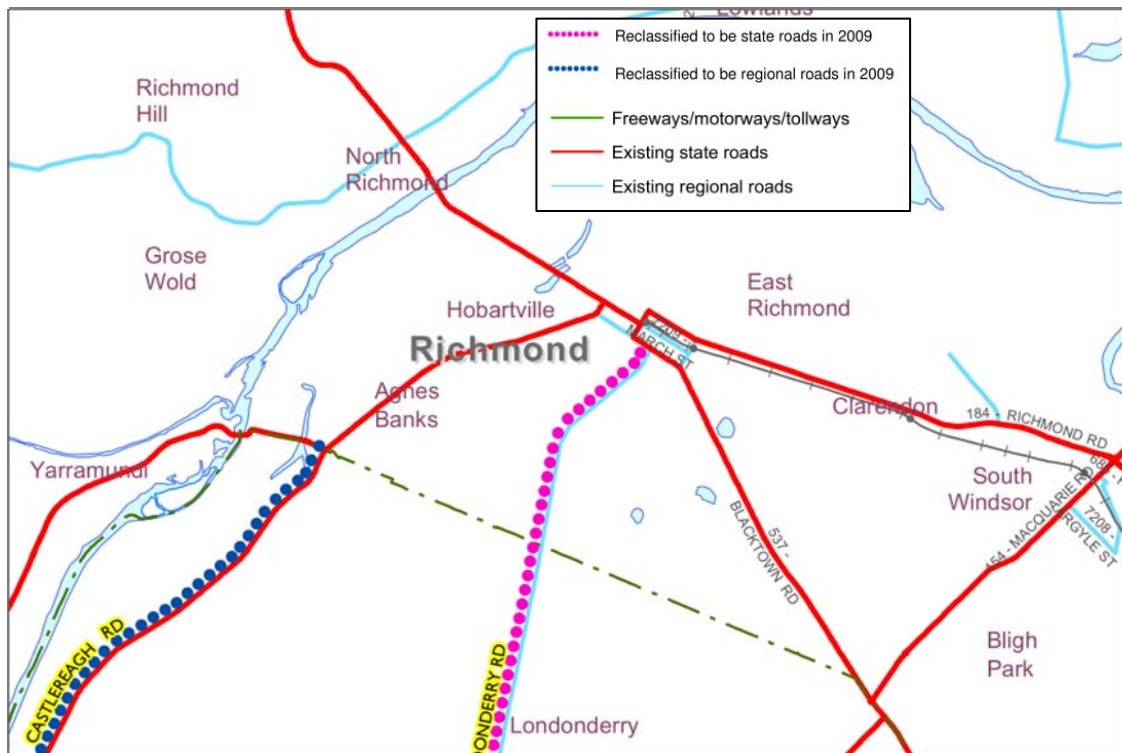 Lowlands
Reclassified to be state roads in 2009
Reclassified to be regional roads in 2009
Freeways/motorways/tollways
Existing state roads
Existing regional roads
Richmond
Hill
North
Richmond
Grose
Wold
East
Richmond
Hobartville
7209 -
MARCH ST
Richmond
Agnes
Banks
Clarendon
184 - RICHMOND RD
Yarramundi
South
Windsor
154 - MACQUARIE RD
7208 -
ARGYLE ST
537 -
BLACKTOWN RD
CASTLEREAGH RD
ONDERRY RD
Bligh
Park
Londonderry